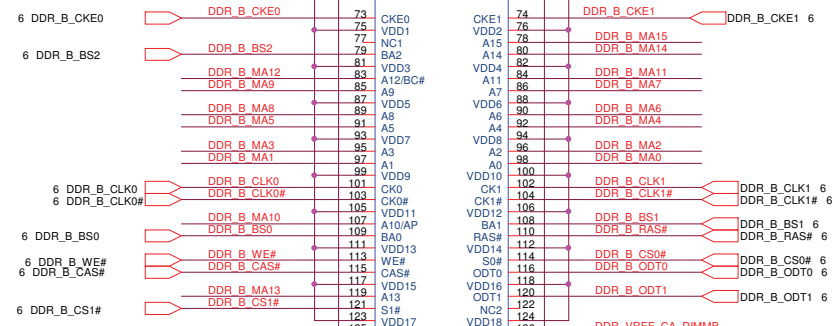 6 DDR_B_CKE0 DDR_B_CKE0 73 CKE0 CKE1 74 DDR_B_CKE1 DDR_B_CKE1 6
75 VDD1 VDD2 76
77 NC1 A15 78 DDR_B_MA15
6 DDR_B_BS2 DDR_B_BS2 79 BA2 A14 80 DDR_B_MA14
81 VDD3 VDD4 82
DDR_B_MA12 83 A12/BC# A11 84 DDR_B_MA11
DDR_B_MA9 85 A9 A7 86 DDR_B_MA7
87 VDD5 VDD6 88
DDR_B_MA8 89 A8 A6 90 DDR_B_MA6
DDR_B_MA5 91 A5 A4 92 DDR_B_MA4
93 VDD7 VDD8 94
DDR_B_MA3 95 A3 A2 96 DDR_B_MA2
DDR_B_MA1 97 A1 A0 98 DDR_B_MA0
99 VDD9 VDD10 100
6 DDR_B_CLK0 DDR_B_CLK0 101 CK0 CK1 102 DDR_B_CLK1 DDR_B_CLK1 6
6 DDR_B_CLK0# DDR_B_CLK0# 103 CK0# CK1# 104 DDR_B_CLK1# DDR_B_CLK1# 6
105 VDD11 VDD12 106
DDR_B_MA10 107 A10/AP BA1 108 DDR_B_BS1 DDR_B_BS1 6
6 DDR_B_BS0 DDR_B_BS0 109 BA0 RAS# 110 DDR_B_RAS# DDR_B_RAS# 6
111 VDD13 VDD14 112
6 DDR_B_WE# DDR_B_WE# 113 WE# S0# 114 DDR_B_CS0# DDR_B_CS0# 6
6 DDR_B_CAS# DDR_B_CAS# 115 CAS# ODT0 116 DDR_B_ODT0 DDR_B_ODT0 6
117 VDD15 VDD16 118
DDR_B_MA13 119 A13 ODT1 120 DDR_B_ODT1 DDR_B_ODT1 6
6 DDR_B_CS1# DDR_B_CS1# 121 S1# NC2 122
123 VDD17 VDD18 124